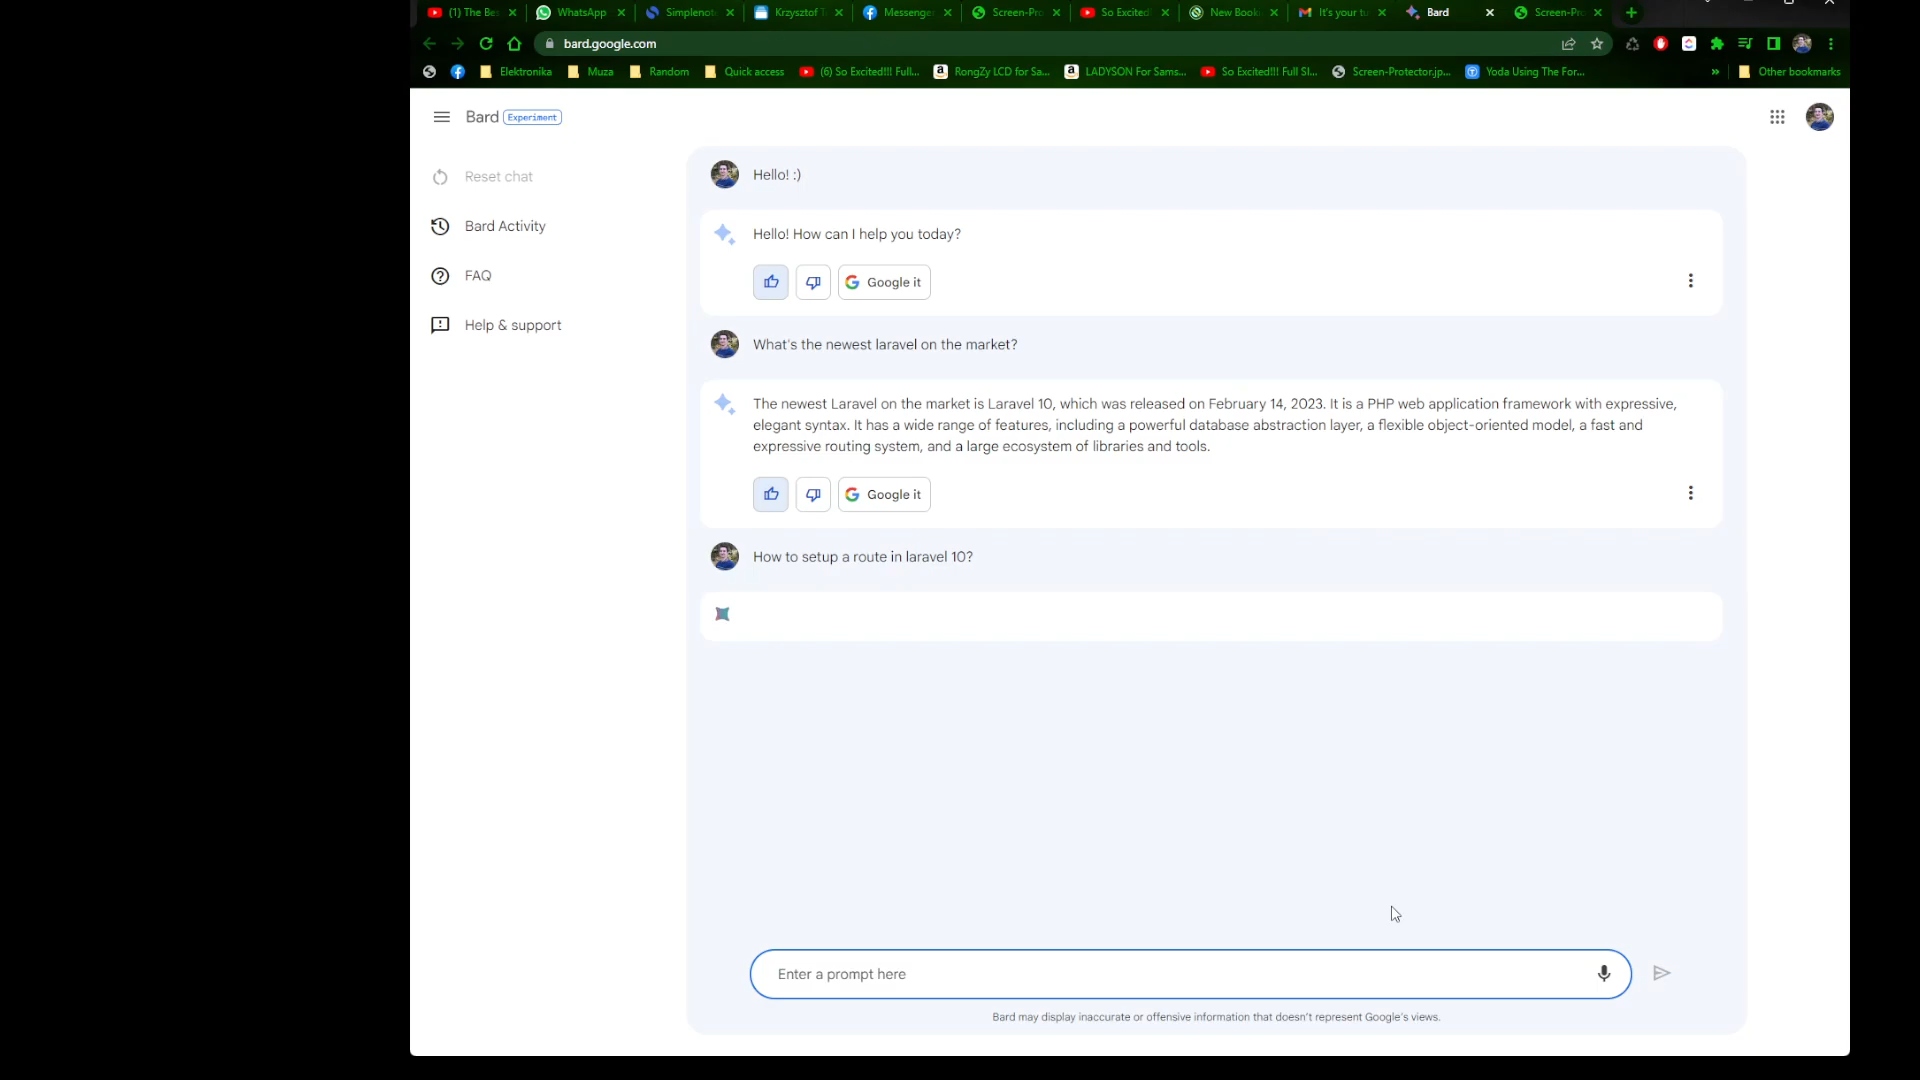 (1) The Bes
WhatsApp
Simplenot
Krzysztof T
Messenger
Screen-Pro
So Excited!
New Book
It's your tu
Bard
Screen-Pro
bard.google.com
Elektronika
Muza
Random
Quick access
(6) So Excited!!! Full...
RongZy LCD for Sa...
LADYSON For Sams...
So Excited!!! Full Sl...
Screen-Protector.jp...
Yoda Using The For...
»
Other bookmarks
Bard Experiment
Reset chat
Bard Activity
FAQ
Help & support
Hello! :)
Hello! How can I help you today?
Google it
What's the newest laravel on the market?
The newest Laravel on the market is Laravel 10, which was released on February 14, 2023. It is a PHP web application framework with expressive,
elegant syntax. It has a wide range of features, including a powerful database abstraction layer, a flexible object-oriented model, a fast and
expressive routing system, and a large ecosystem of libraries and tools.
Google it
How to setup a route in laravel 10?
Enter a prompt here
Bard may display inaccurate or offensive information that doesn't represent Google's views.